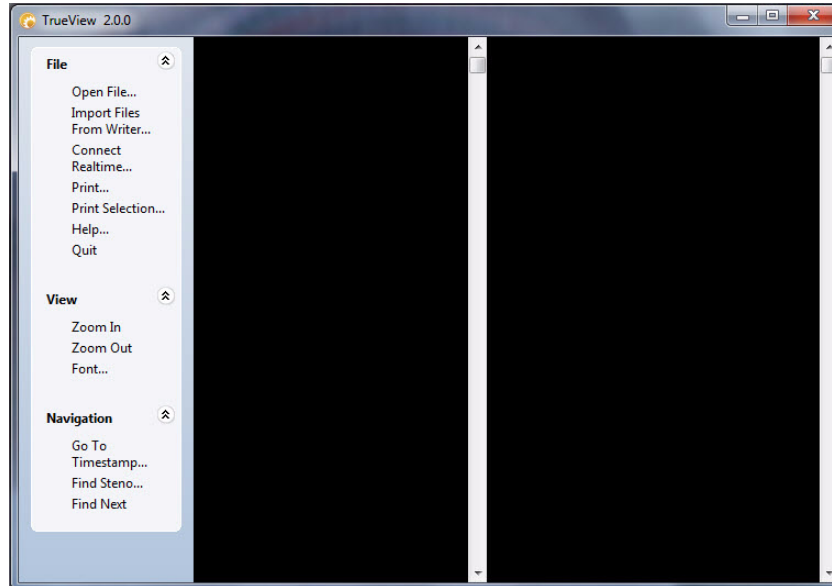 TrueView 2.0.0
File
Open File...
Import Files
From Writer...
Connect
Realtime...
Print...
Print Selection...
Help...
Quit
View
Zoom In
Zoom Out
Font...
Navigation
Go To
Timestamp...
Find Steno...
Find Next